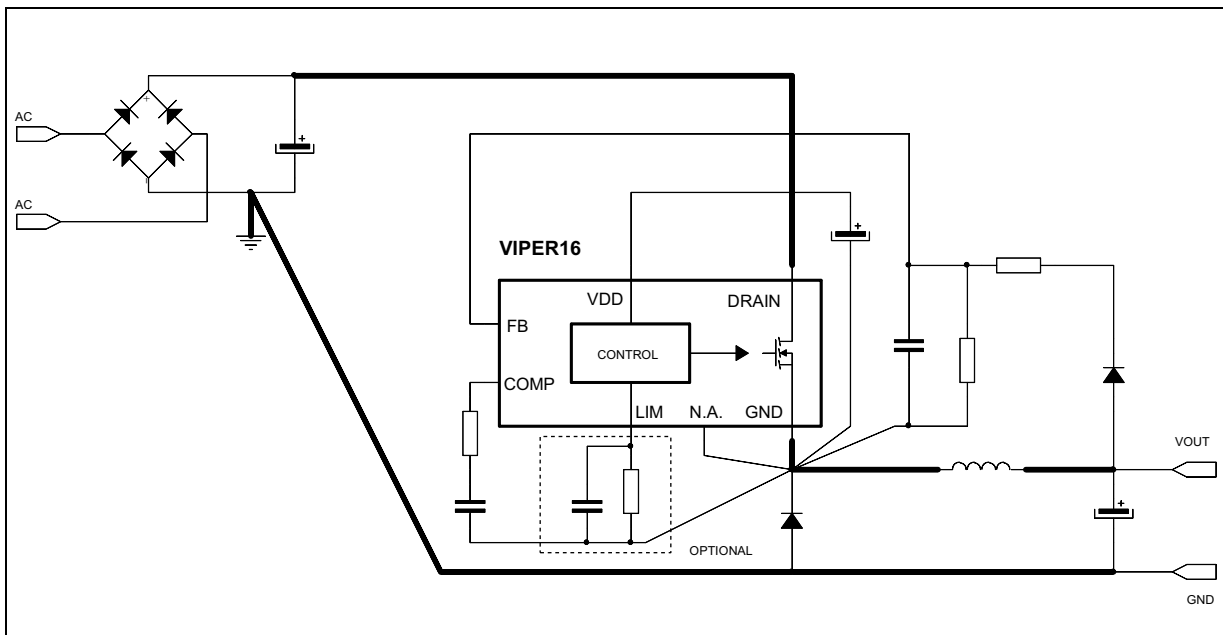 AC
AC
VIPER16
VDD
DRAIN
FB
CONTROL
COMP
LIM
N.A.
GND
VOUT
OPTIONAL
GND